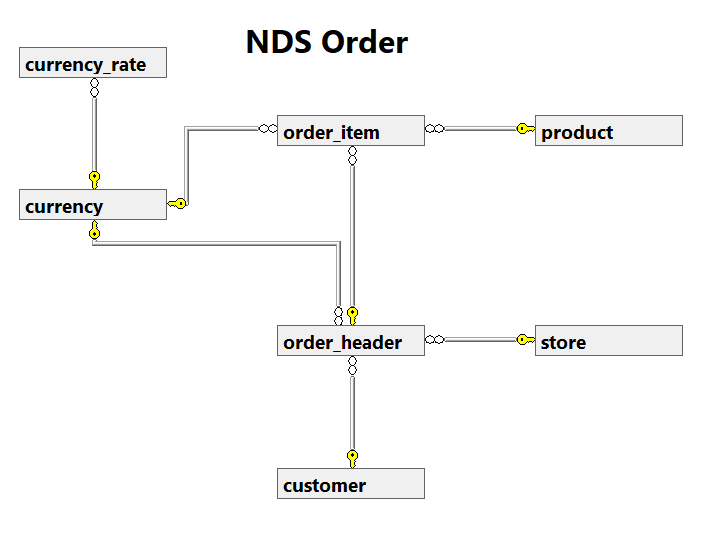 NDS Order
currency_rate
order_item
product
currency
order_header
store
customer